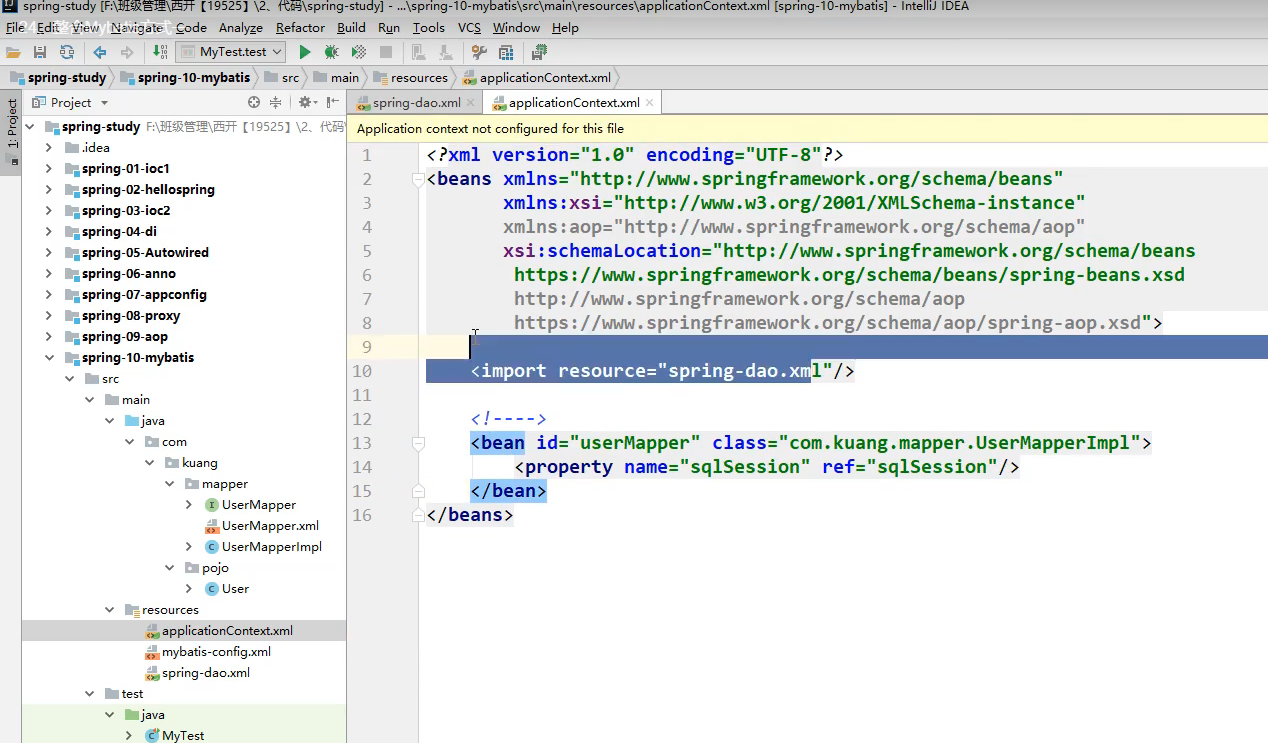 spring-study [F:\班级管理\西开【19525】\2、代码\spring-study] - ...\spring-10-mybatis\src\main\resources\applicationContext.xml [spring-10-mybatis] - IntelliJ IDEA
File Edit View Navigate Code Analyze Refactor Build Run Tools VCS Window Help
MyTest.test
spring-study spring-10-mybatis src main resources applicationContext.xml
1: Project
Project
spring-dao.xml applicationContext.xml
Application context not configured for this file
spring-study F:\班级管理\西开【19525】\2、代码
.idea
spring-01-ioc1
spring-02-hellospring
spring-03-ioc2
spring-04-di
spring-05-Autowired
spring-06-anno
spring-07-appconfig
spring-08-proxy
spring-09-aop
spring-10-mybatis
src
main
java
com
kuang
mapper
UserMapper
UserMapper.xml
UserMapperImpl
pojo
User
resources
applicationContext.xml
mybatis-config.xml
spring-dao.xml
test
java
MyTest
1 <?xml version="1.0" encoding="UTF-8"?>
2 <beans xmlns="http://www.springframework.org/schema/beans"
3 xmlns:xsi="http://www.w3.org/2001/XMLSchema-instance"
4 xmlns:aop="http://www.springframework.org/schema/aop"
5 xsi:schemaLocation="http://www.springframework.org/schema/beans
6 https://www.springframework.org/schema/beans/spring-beans.xsd
7 http://www.springframework.org/schema/aop
8 https://www.springframework.org/schema/aop/spring-aop.xsd">
9
10 <import resource="spring-dao.xml"/>
11
12 <!---->
13 <bean id="userMapper" class="com.kuang.mapper.UserMapperImpl">
14 <property name="sqlSession" ref="sqlSession"/>
15 </bean>
16 </beans>